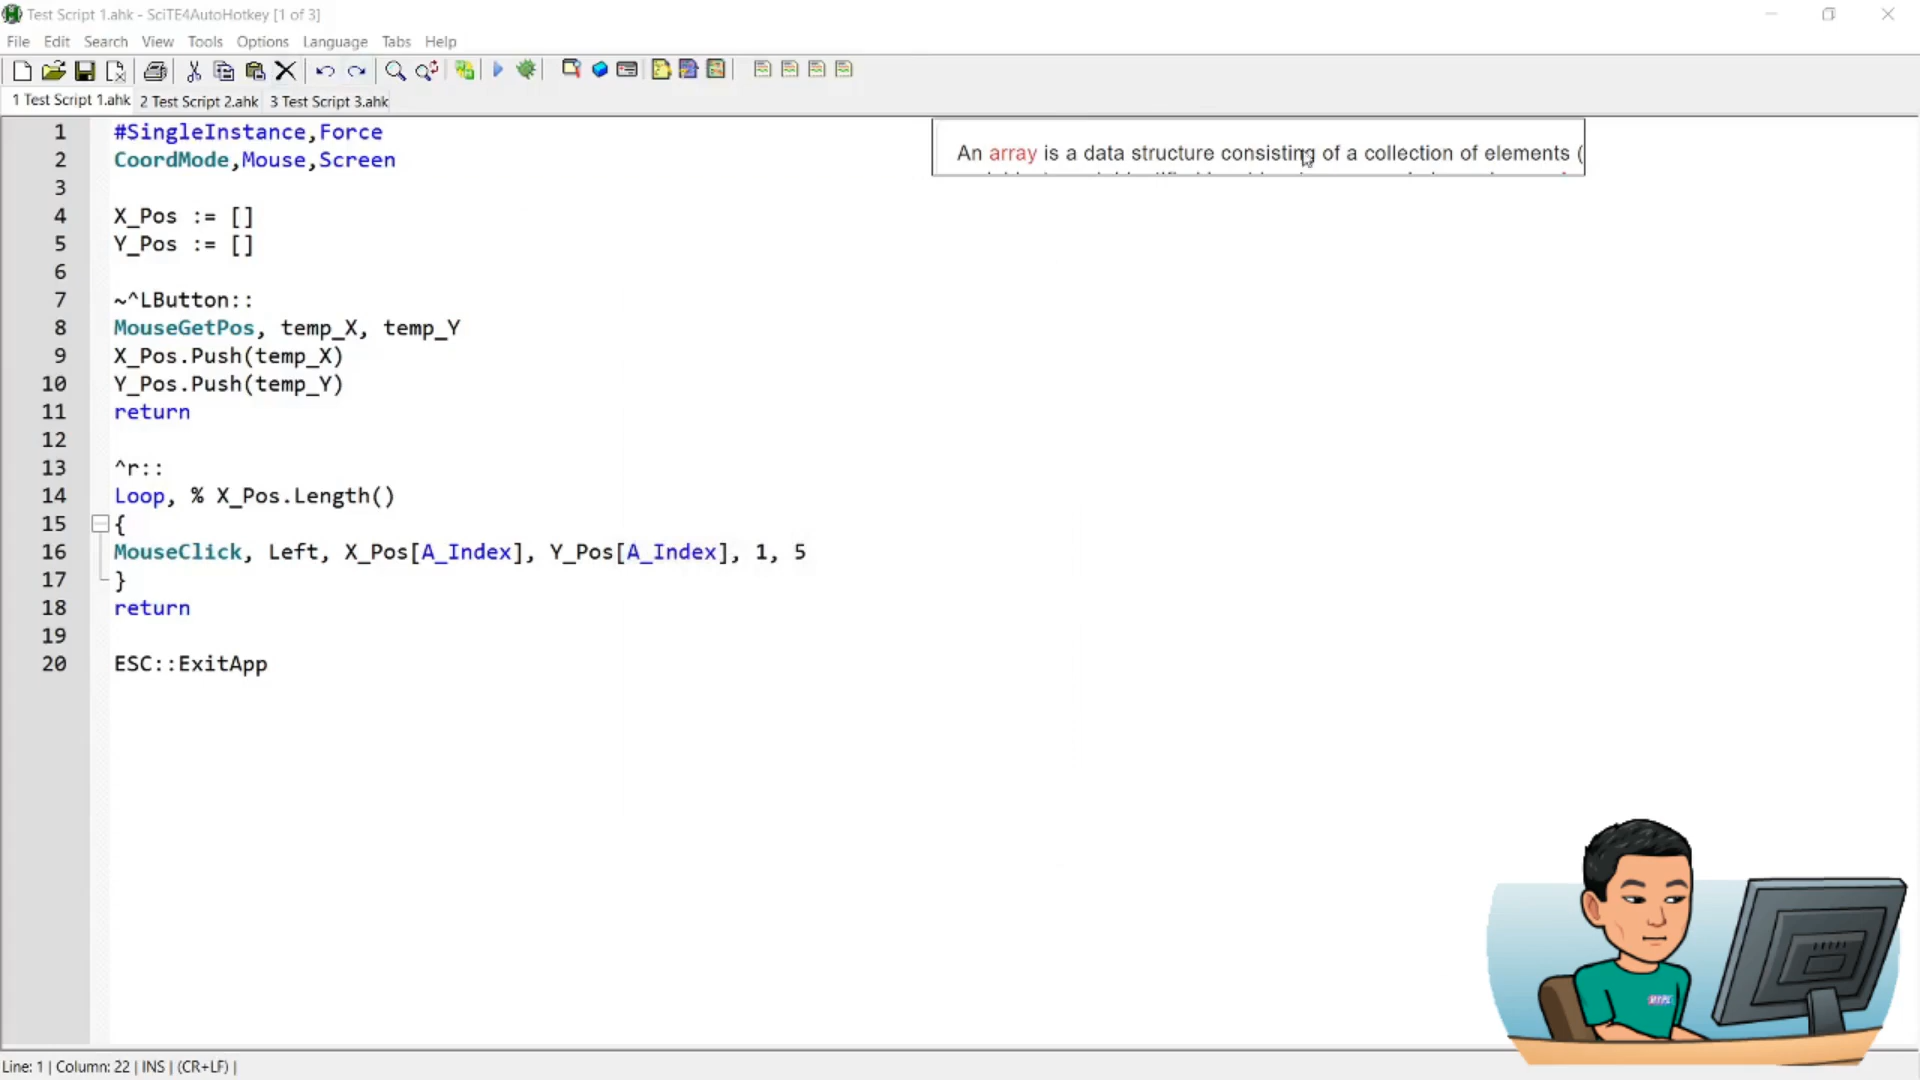 Test Script 1.ahk - SciTE4AutoHotkey [1 of 3]
File Edit Search View Tools Options Language Tabs Help
1 Test Script 1.ahk 2 Test Script 2.ahk 3 Test Script 3.ahk
1 #SingleInstance,Force
2 CoordMode,Mouse,Screen
3
4 X_Pos := []
5 Y_Pos := []
6
7 ~^LButton::
8 MouseGetPos, temp_X, temp_Y
9 X_Pos.Push(temp_X)
10 Y_Pos.Push(temp_Y)
11 return
12
13 ^r::
14 Loop, % X_Pos.Length()
15 {
16 MouseClick, Left, X_Pos[A_Index], Y_Pos[A_Index], 1, 5
17 }
18 return
19
20 ESC::ExitApp
An array is a data structure consisting of a collection of elements (
Line: 1 | Column: 22 | INS | (CR+LF) |